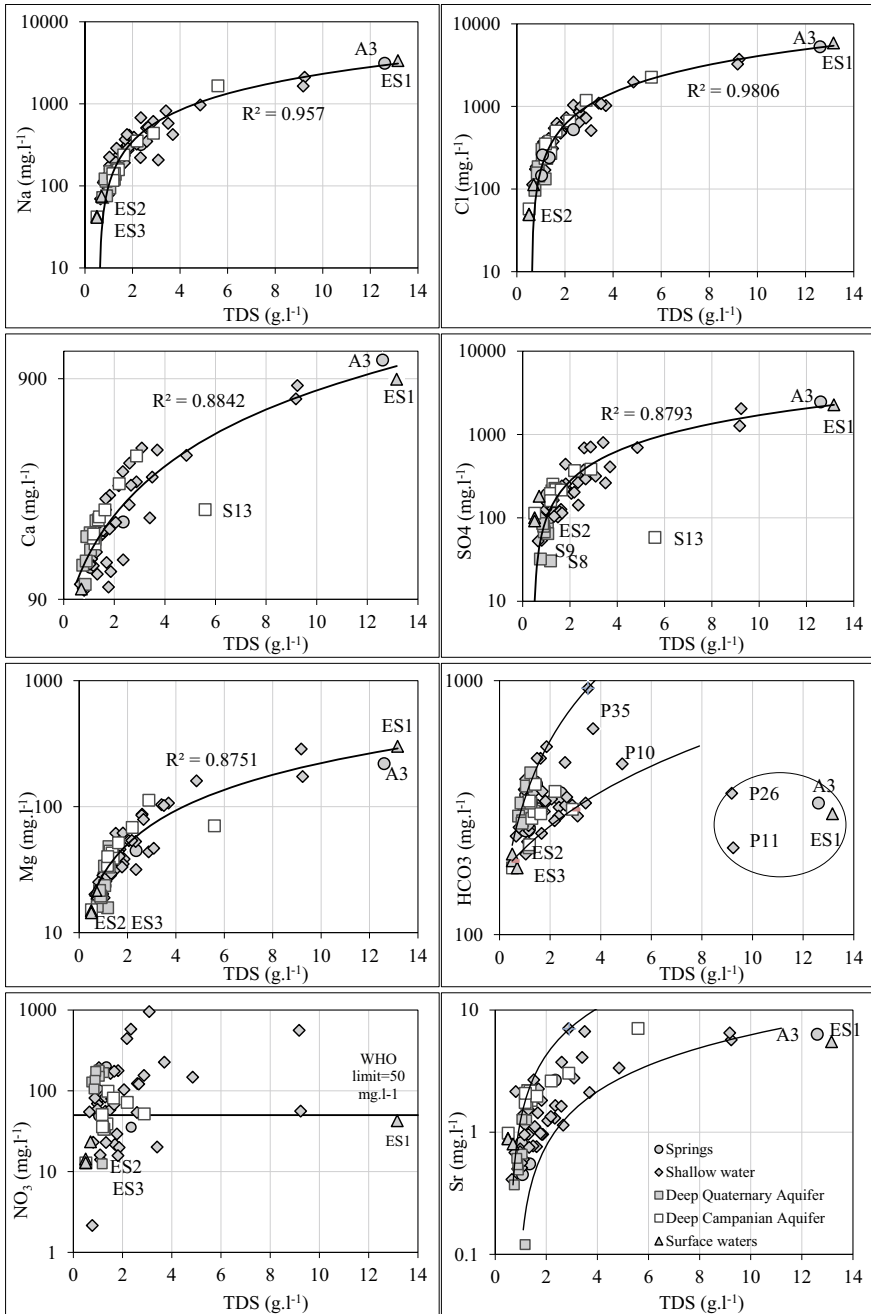 10000
1000
100
10
Na (mg.l-1)
A3
ES1
R² = 0.957
ES2
ES3
0 2 4 6 8 10 12 14
TDS (g.l-1)
10000
1000
100
10
Cl (mg.l-1)
A3
ES1
R² = 0.9806
ES2
0 2 4 6 8 10 12 14
TDS (g.l-1)
900
90
Ca (mg.l-1)
A3
ES1
R² = 0.8842
S13
0 2 4 6 8 10 12 14
TDS (g.l-1)
10000
1000
100
10
SO4 (mg.l-1)
A3
ES1
R² = 0.8793
ES2
S9
S8
S13
0 2 4 6 8 10 12 14
TDS (g.l-1)
1000
100
10
Mg (mg.l-1)
ES1
A3
R² = 0.8751
ES2 ES3
0 2 4 6 8 10 12 14
TDS (g.l-1)
1000
100
HCO3 (mg.l-1)
P35
P10
P26
A3
P11
ES1
ES2
ES3
0 2 4 6 8 10 12 14
TDS (g.l-1)
1000
100
10
1
NO3 (mg.l-1)
WHO
limit=50
mg.l-1
ES1
ES2
ES3
0 2 4 6 8 10 12 14
TDS (g.l-1)
10
1
0.1
Sr (mg.l-1)
A3
ES1
Springs
Shallow water
Deep Quaternary Aquifer
Deep Campanian Aquifer
Surface waters
0 2 4 6 8 10 12 14
TDS (g.l-1)